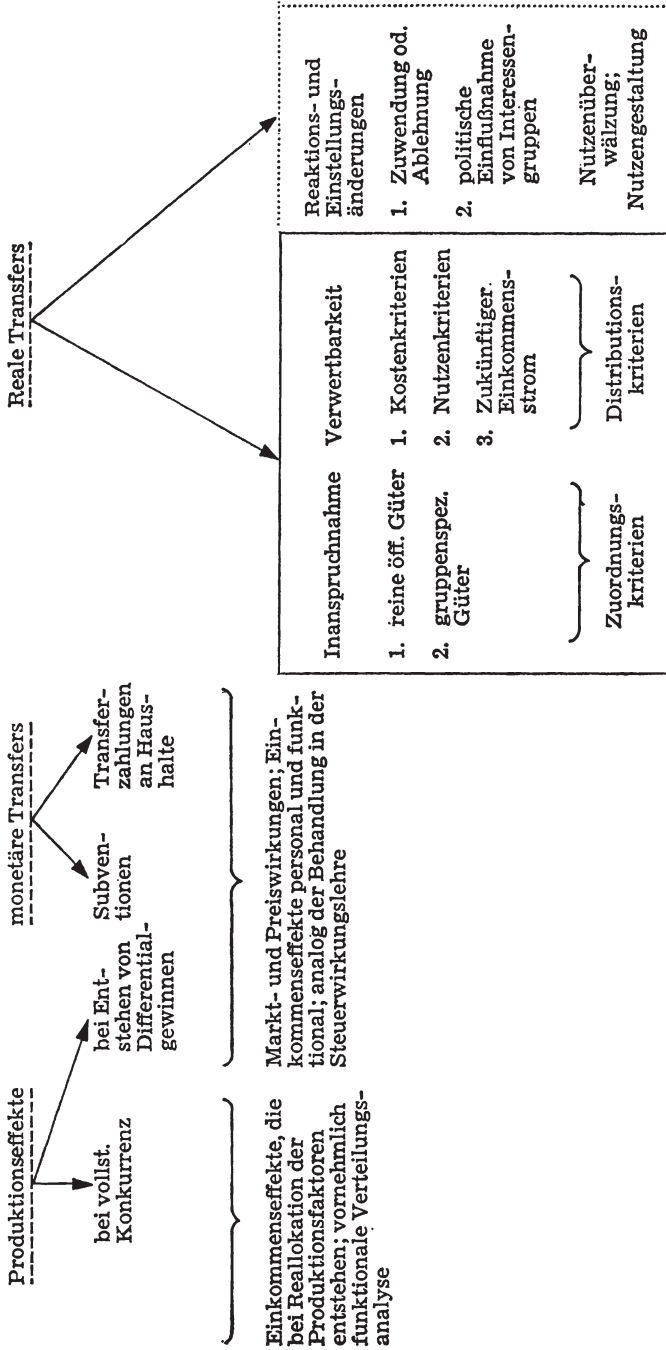 Produktionseffekte
bei vollst.
Konkurrenz
bei Ent-
stehen von
Differential-
gewinnen
Einkommenseffekte, die
bei Reallokation der
Produktionsfaktoren
entstehen; vornehmlich
funktionale Verteilungs-
analyse
monetäre Transfers
Subven-
tionen
Transfer-
zahlungen
an Haus-
halte
Markt- und Preiswirkungen; Ein-
kommenseffekte personal und funk-
tional; analog der Behandlung in der
Steuerwirkungslehre
Reale Transfers
Inanspruchnahme
1. reine öff. Güter
2. gruppenspez.
Güter
Zuordnungs-
kriterien
Verwertbarkeit
1. Kostenkriterien
2. Nutzenkriterien
3. Zukünftiger.
Einkommens-
strom
Distributions-
kriterien
Reaktions- und
Einstellungs-
änderungen
1. Zuwendung od.
Ablehnung
2. politische
Einflußnahme
von Interessen-
gruppen
Nutzenüber-
wälzung;
Nutzengestaltung